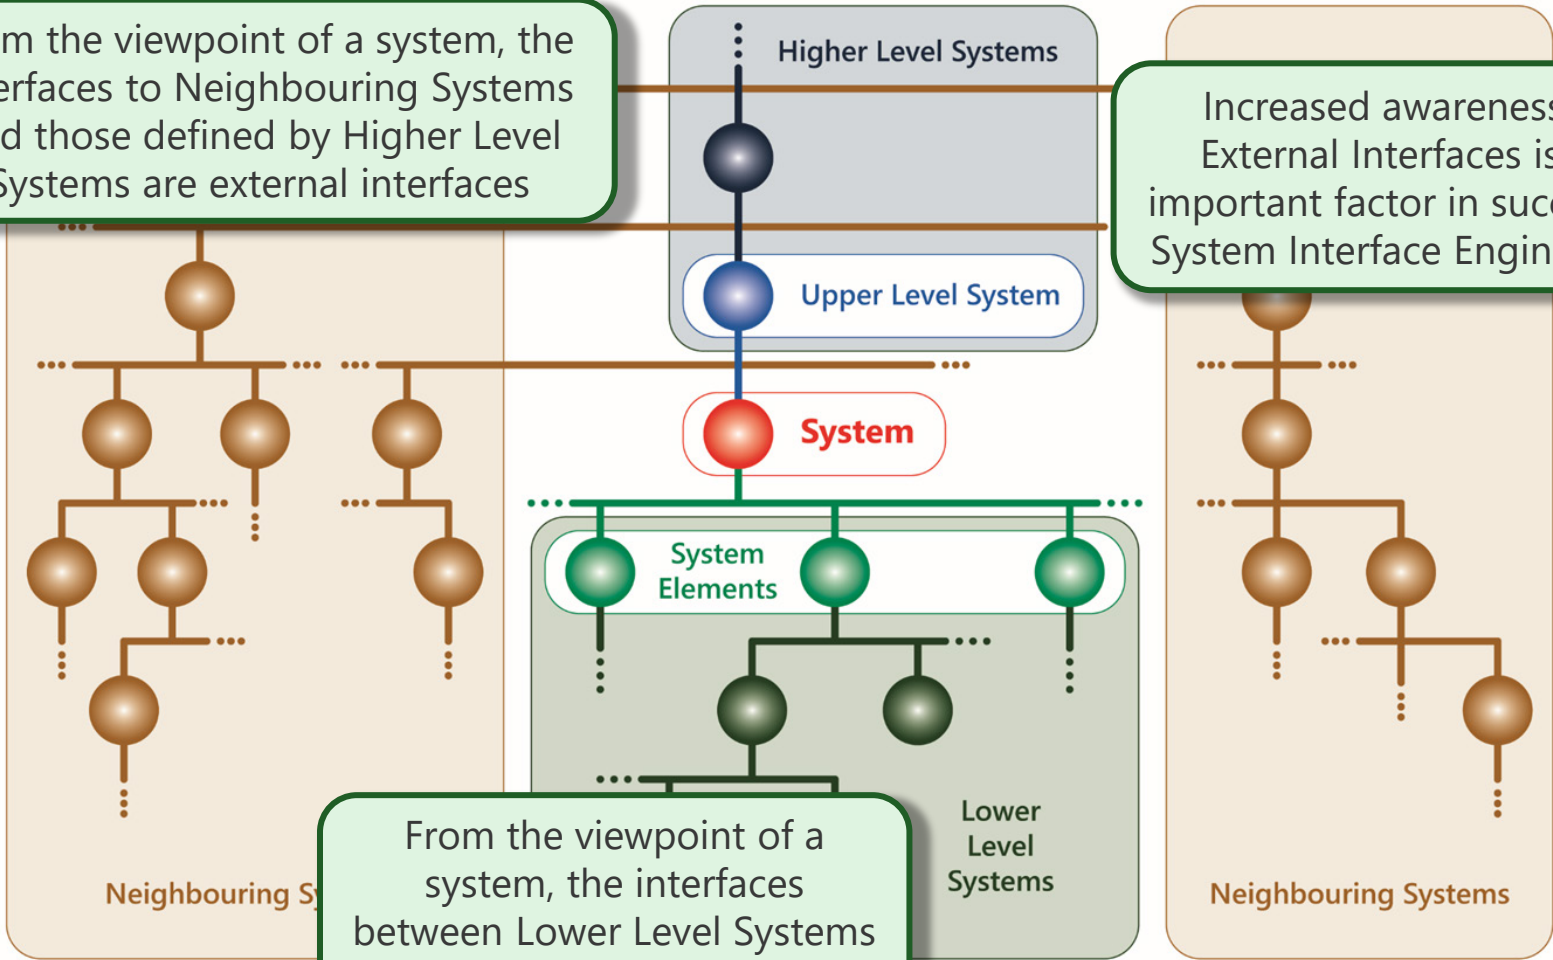 m the viewpoint of a system, the
erfaces to Neighbouring Systems
d those defined by Higher Level
Systems are external interfaces
Higher Level Systems
Increased awareness
External Interfaces is
important factor in succ
System Interface Engin
Upper Level System
System
System
Elements
Lower
Level
Systems
From the viewpoint of a
system, the interfaces
between Lower Level Systems
Neighbouring Sy
Neighbouring Systems